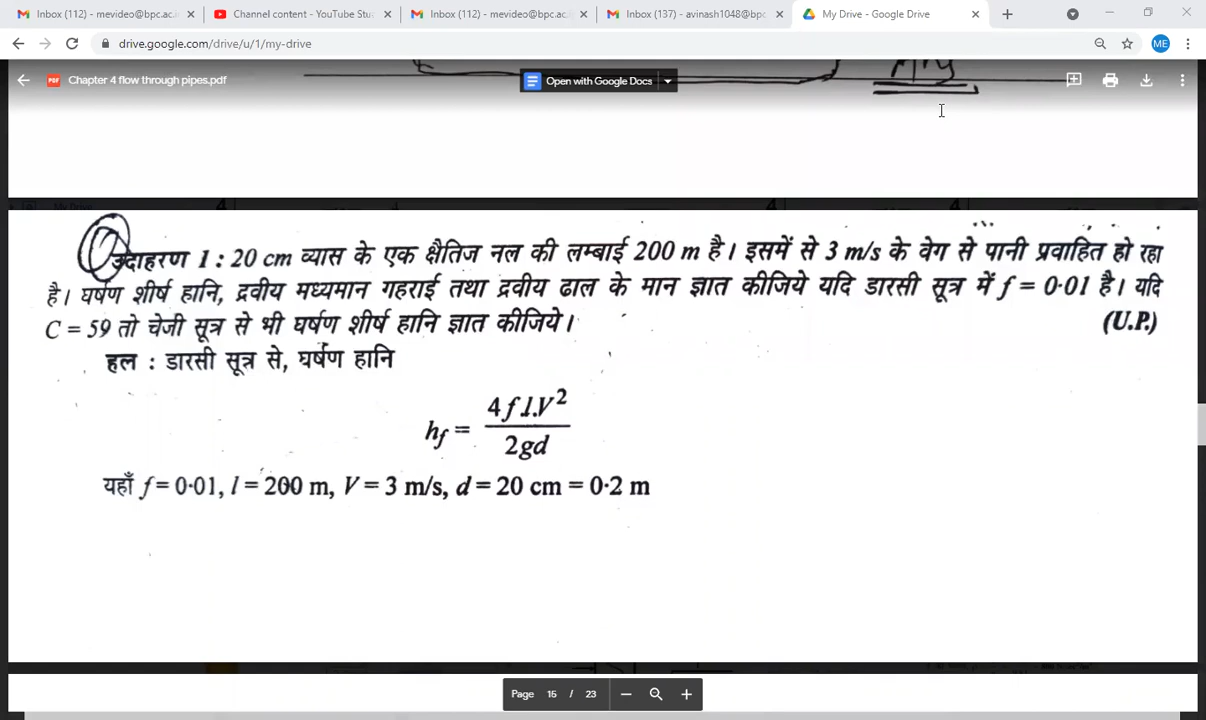 Inbox (112) - mevideo@bpc.ac.i
Channel content - YouTube Stu
Inbox (112) - mevideo@bpc.ac.i
Inbox (137) - avinash1048@bpc
My Drive - Google Drive
drive.google.com/drive/u/1/my-drive
ME
PDF
Chapter 4 flow through pipes.pdf
Open with Google Docs
उदाहरण 1 : 20 cm व्यास के एक क्षैतिज नल की लम्बाई 200 m है। इसमें से 3 m/s के वेग से पानी प्रवाहित हो रहा
है। घर्षण शीर्ष हानि, द्रवीय मध्यमान गहराई तथा द्रवीय ढाल के मान ज्ञात कीजिये यदि डारसी सूत्र में f = 0·01 है। यदि
C = 59 तो चेजी सूत्र से भी घर्षण शीर्ष हानि ज्ञात कीजिये।
(U.P.)
हल : डारसी सूत्र से, घर्षण हानि
h_f = 4 f .l.V² / 2gd
यहाँ f = 0·01, l = 200 m, V = 3 m/s, d = 20 cm = 0·2 m
Page 15 / 23